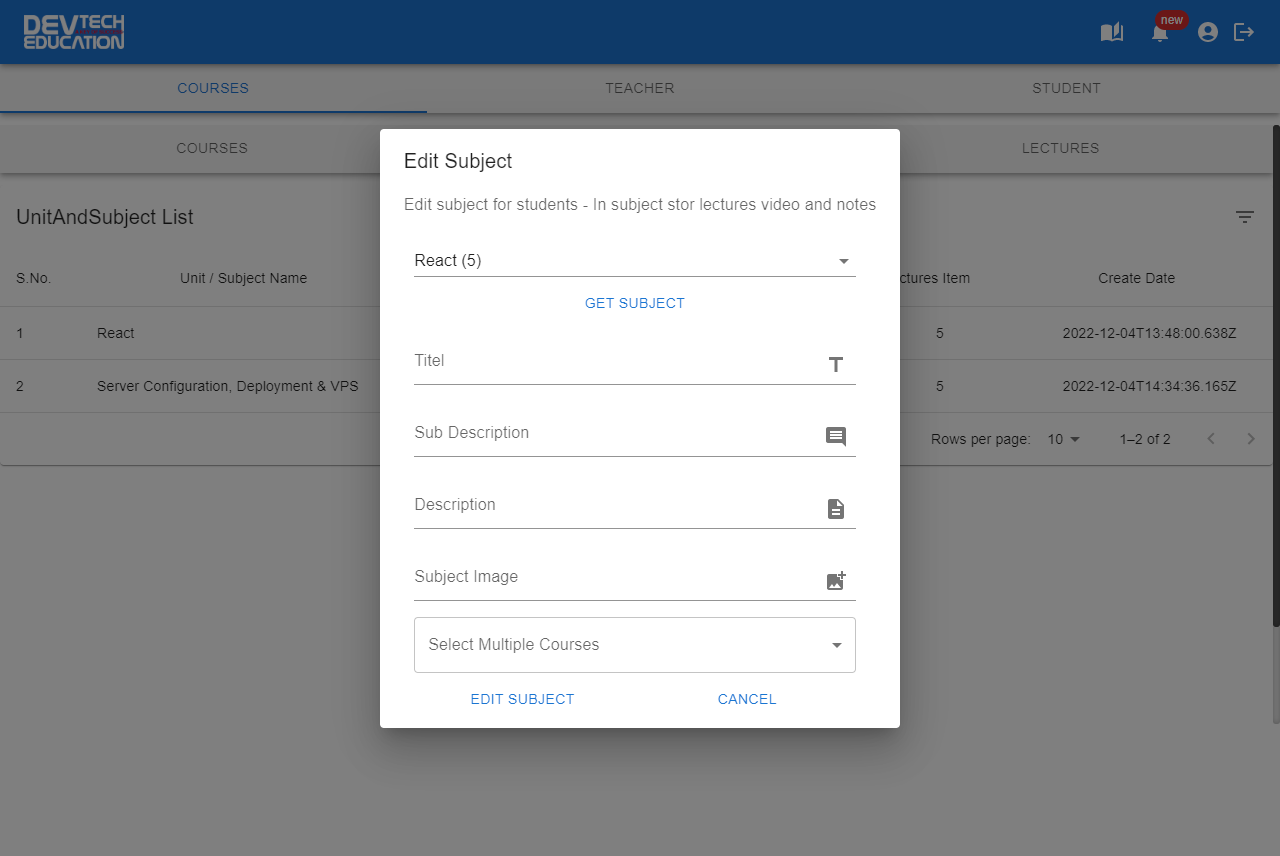 DEVTECH
EDUCATION
new
COURSES TEACHER STUDENT
COURSES LECTURES
UnitAndSubject List
S.No. Unit / Subject Name ctures Item Create Date
1 React 5 2022-12-04T13:48:00.638Z
2 Server Configuration, Deployment & VPS 5 2022-12-04T14:34:36.165Z
Rows per page: 10 1–2 of 2
Edit Subject
Edit subject for students - In subject stor lectures video and notes
React (5)
GET SUBJECT
Titel
Sub Description
Description
Subject Image
Select Multiple Courses
EDIT SUBJECT CANCEL